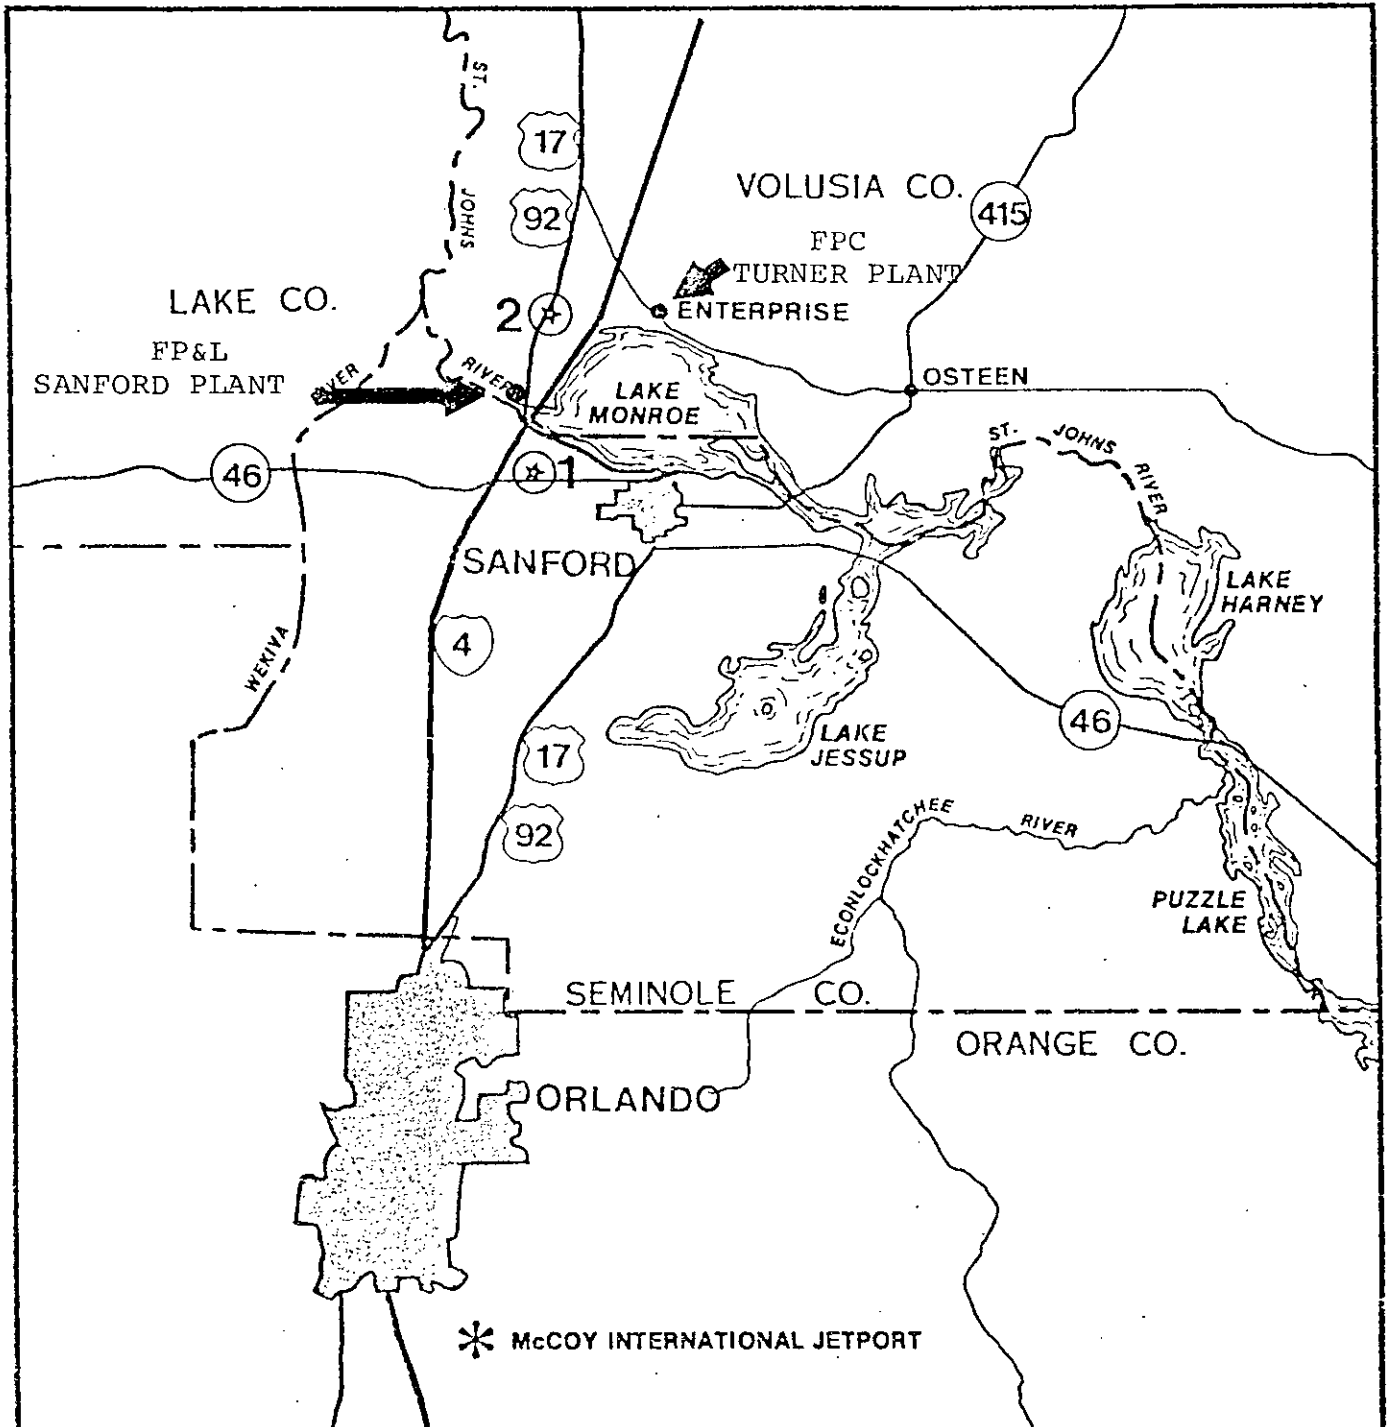 ST.
JOHNS
17
92
VOLUSIA CO.
415
FPC
TURNER PLANT
ENTERPRISE
LAKE CO.
2
FP&L
SANFORD PLANT
RIVER
LAKE
MONROE
OSTEEN
46
1
ST. JOHNS RIVER
SANFORD
LAKE
HARNEY
WEKIVA
4
46
LAKE
JESSUP
17
92
ECONLOCKHATCHEE RIVER
PUZZLE
LAKE
SEMINOLE CO.
ORANGE CO.
ORLANDO
McCOY INTERNATIONAL JETPORT